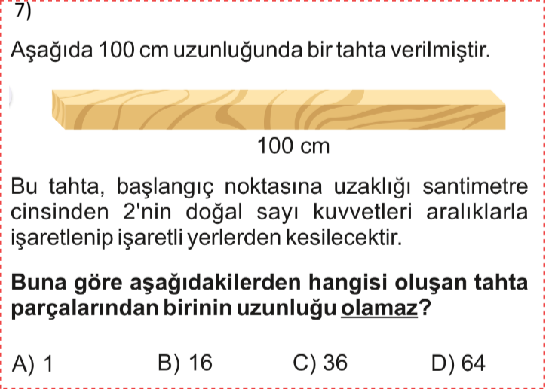 7)
Aşağıda 100 cm uzunluğunda bir tahta verilmiştir.
100 cm
Bu tahta, başlangıç noktasına uzaklığı santimetre
cinsinden 2'nin doğal sayı kuvvetleri aralıklarla
işaretlenip işaretli yerlerden kesilecektir.
Buna göre aşağıdakilerden hangisi oluşan tahta
parçalarından birinin uzunluğu olamaz?
A) 1 B) 16 C) 36 D) 64